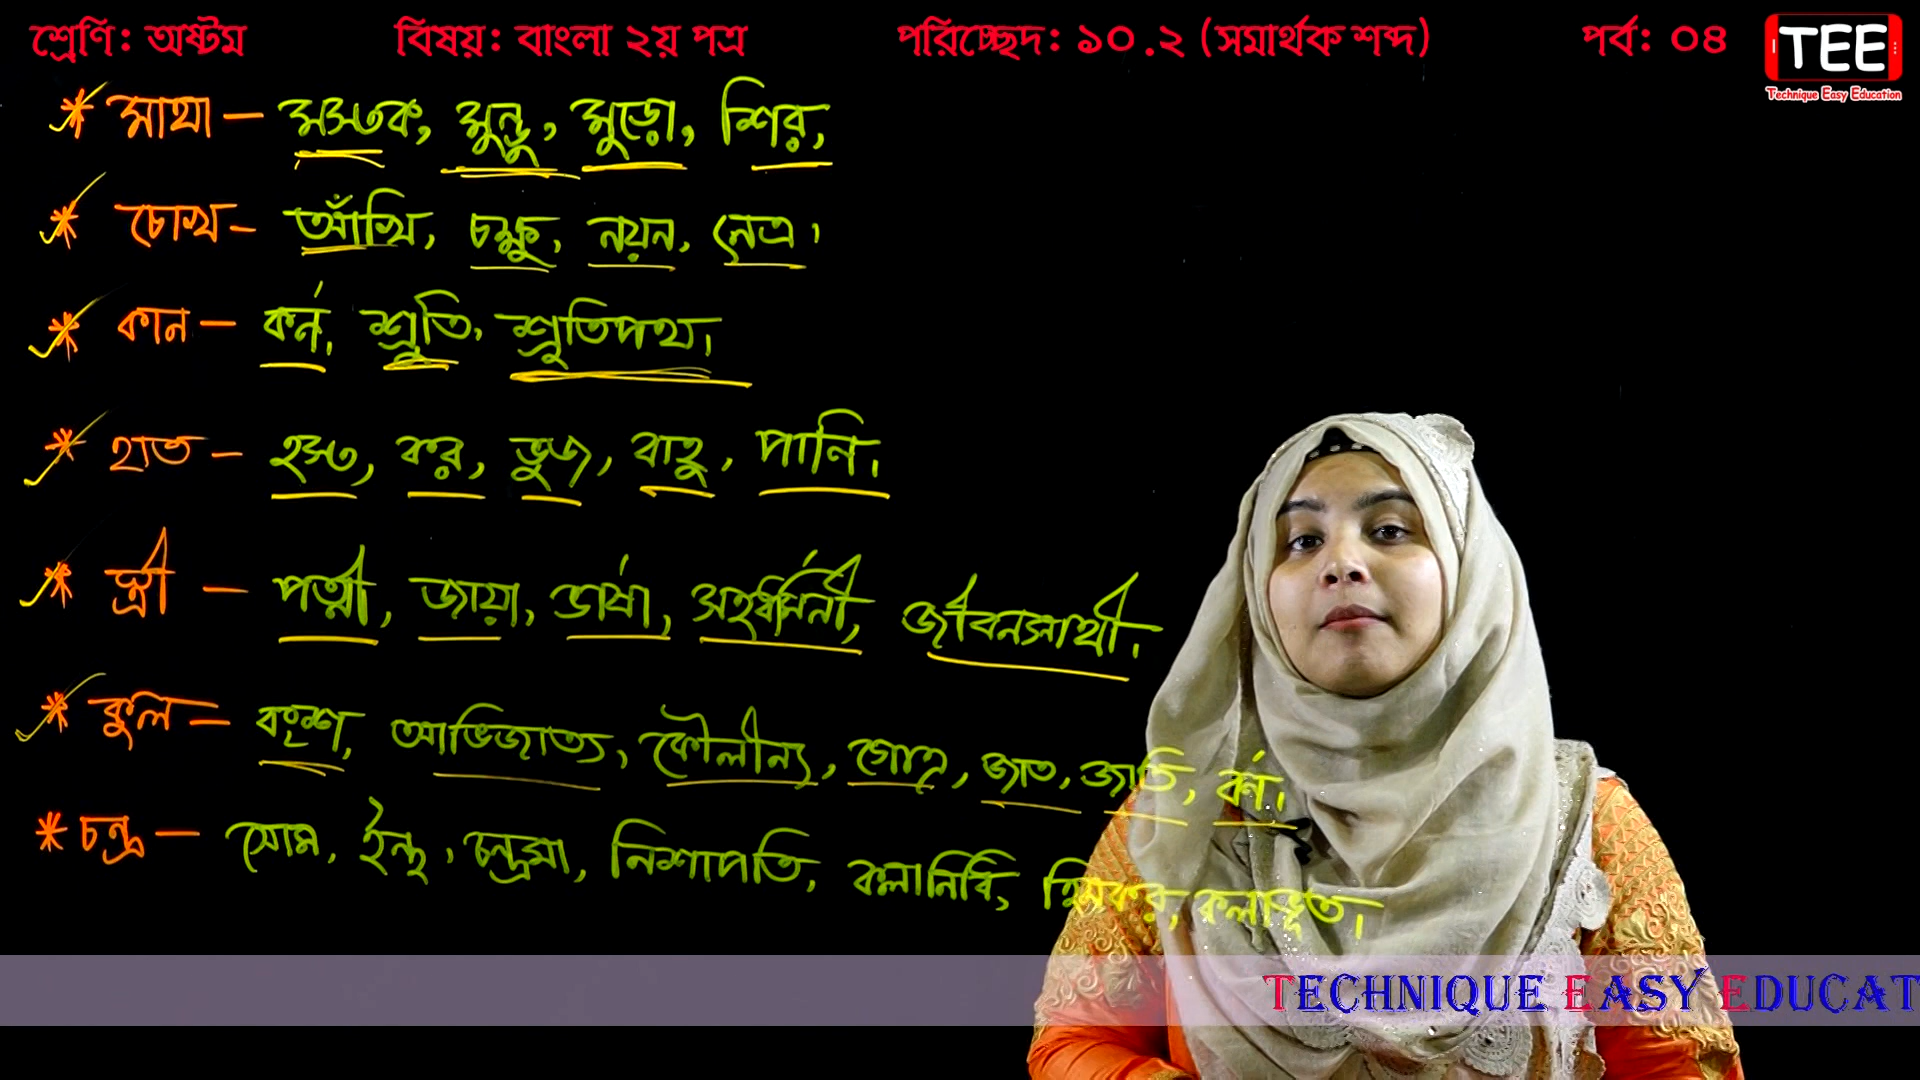 শ্রেণি: অষ্টম বিষয়: বাংলা ২য় পত্র পরিচ্ছেদ: ১০.২ (সমার্থক শব্দ) পর্ব: ০৪
TEE
Technique Easy Education
* মাথা – মস্তক, মুন্ডু, মুড়ো, শির,
* চোখ – আঁখি, চক্ষু, নয়ন, নেত্র।
* কান – কর্ন, শ্রুতি, শ্রুতিপথ।
* হাত – হস্ত, কর, ভুজ, বাহু, পানি।
* স্ত্রী – পত্নী, জায়া, ভার্যা, সহধর্মিনী, জীবনসাথী।
* কুল – বংশ, আভিজাত্য, কৌলীন্য, গোত্র, জাত, জাতি, বর্ন।
* চন্দ্র – সোম, ইন্দু, চন্দ্রমা, নিশাপতি, কলানিধি, হিমকর, কলাভূত।
TECHNIQUE EASY EDUCAT